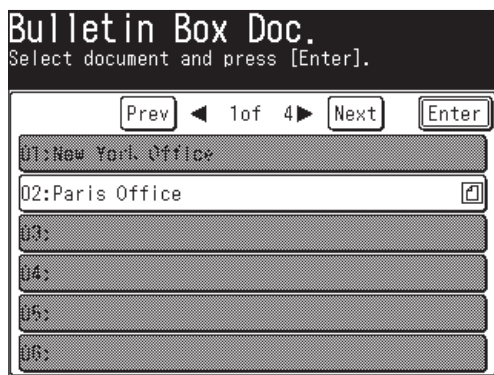 Bulletin Box Doc.
Select document and press [Enter].
Prev ◀ 1of 4▶ Next Enter
01:New York Office
02:Paris Office
03:
04:
05:
06: